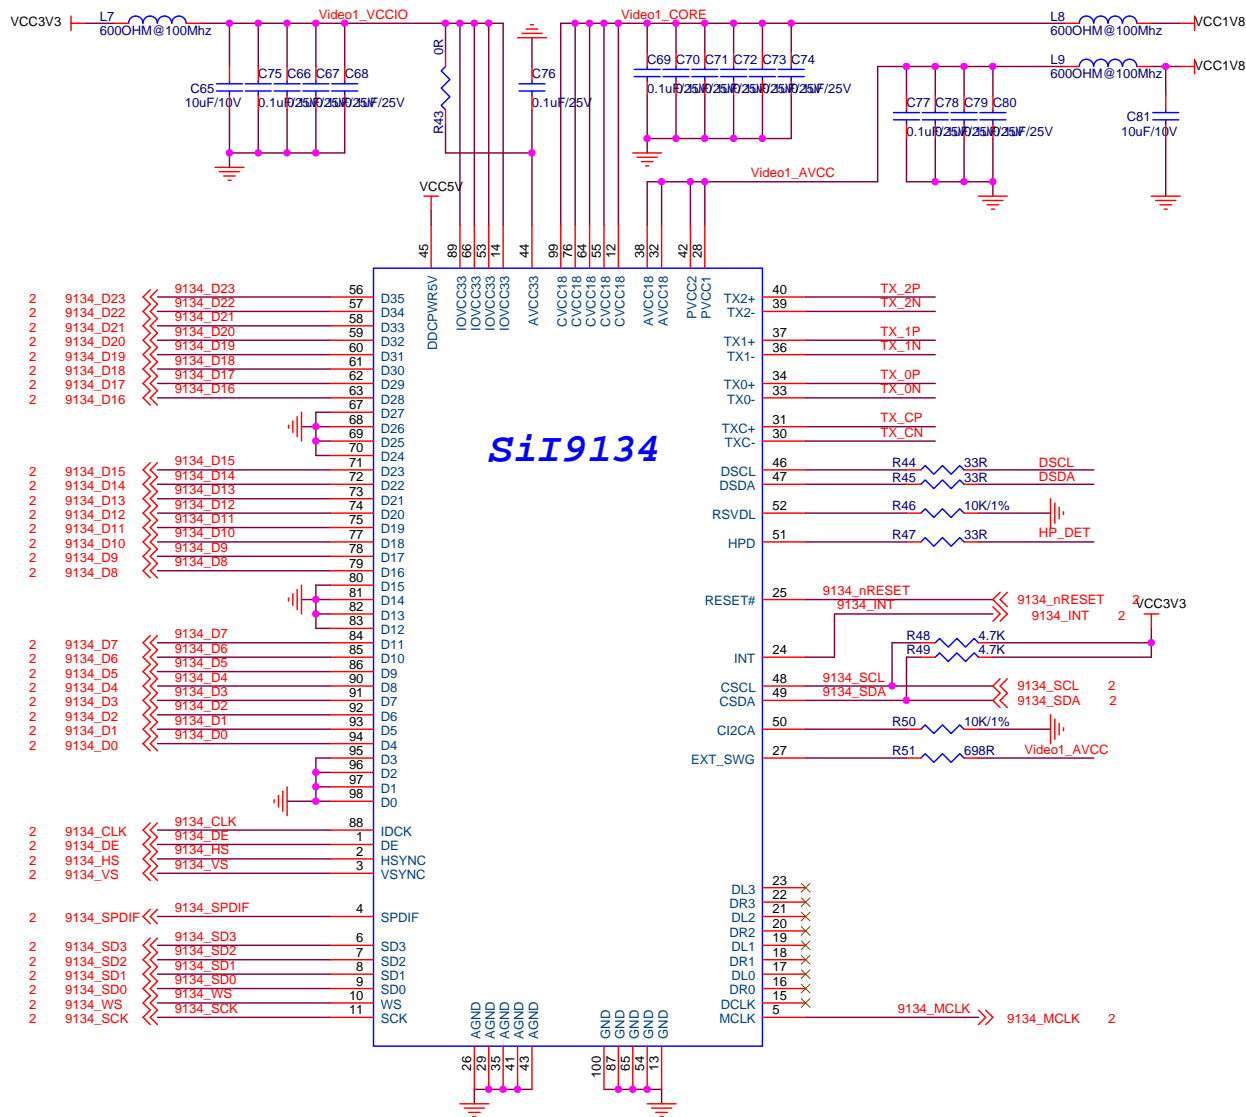 VCC3V3 L7 Video1_VCCIO Video1_CORE L8 VCC1V8
600OHM@100Mhz 600OHM@100Mhz
0R
L9 VCC1V8
600OHM@100Mhz
C75 C66 C67 C68 C76 C69 C70 C71 C72 C73 C74
C65
10uF/10V
0.1uF/25V
0.1uF/25V
R43
C77 C78 C79 C80
C81
10uF/10V
Video1_AVCC
VCC5V
45 89 66 53 14 44 99 76 64 55 12 38 32 42 28
DDCPWR5V IOVCC33 IOVCC33 IOVCC33 IOVCC33 AVCC33 CVCC18 CVCC18 CVCC18 CVCC18 CVCC18 AVCC18 AVCC18 PVCC2 PVCC1
SiI9134
2 9134_D23 9134_D23 56 D35
2 9134_D22 9134_D22 57 D34
2 9134_D21 9134_D21 58 D33
2 9134_D20 9134_D20 59 D32
2 9134_D19 9134_D19 60 D31
2 9134_D18 9134_D18 61 D30
2 9134_D17 9134_D17 62 D29
2 9134_D16 9134_D16 63 D28
67 D27
68 D26
69 D25
70 D24
2 9134_D15 9134_D15 71 D23
2 9134_D14 9134_D14 72 D22
2 9134_D13 9134_D13 73 D21
2 9134_D12 9134_D12 74 D20
2 9134_D11 9134_D11 75 D19
2 9134_D10 9134_D10 77 D18
2 9134_D9 9134_D9 78 D17
2 9134_D8 9134_D8 79 D16
80 D15
81 D14
82 D13
83 D12
2 9134_D7 9134_D7 84 D11
2 9134_D6 9134_D6 85 D10
2 9134_D5 9134_D5 86 D9
2 9134_D4 9134_D4 90 D8
2 9134_D3 9134_D3 91 D7
2 9134_D2 9134_D2 92 D6
2 9134_D1 9134_D1 93 D5
2 9134_D0 9134_D0 94 D4
95 D3
96 D2
97 D1
98 D0
2 9134_CLK 9134_CLK 88 IDCK
2 9134_DE 9134_DE 1 DE
2 9134_HS 9134_HS 2 HSYNC
2 9134_VS 9134_VS 3 VSYNC
2 9134_SPDIF 9134_SPDIF 4 SPDIF
2 9134_SD3 9134_SD3 6 SD3
2 9134_SD2 9134_SD2 7 SD2
2 9134_SD1 9134_SD1 8 SD1
2 9134_SD0 9134_SD0 9 SD0
2 9134_WS 9134_WS 10 WS
2 9134_SCK 9134_SCK 11 SCK
TX2+ 40 TX_2P
TX2- 39 TX_2N
TX1+ 37 TX_1P
TX1- 36 TX_1N
TX0+ 34 TX_0P
TX0- 33 TX_0N
TXC+ 31 TX_CP
TXC- 30 TX_CN
DSCL 46 R44 33R DSCL
DSDA 47 R45 33R DSDA
RSVDL 52 R46 10K/1%
HPD 51 R47 33R HP_DET
RESET# 25 9134_nRESET 9134_nRESET 2
VCC3V3
9134_INT 9134_INT 2
R48 4.7K
INT 24 R49 4.7K
CSCL 48 9134_SCL 9134_SCL 2
CSDA 49 9134_SDA 9134_SDA 2
CI2CA 50 R50 10K/1%
EXT_SWG 27 R51 698R Video1_AVCC
DL3 23
DR3 22
DL2 21
DR2 20
DL1 19
DR1 18
DL0 17
DR0 16
DCLK 15
MCLK 5 9134_MCLK 9134_MCLK 2
AGND AGND AGND AGND AGND GND GND GND GND GND
26 29 35 41 43 100 87 65 54 13